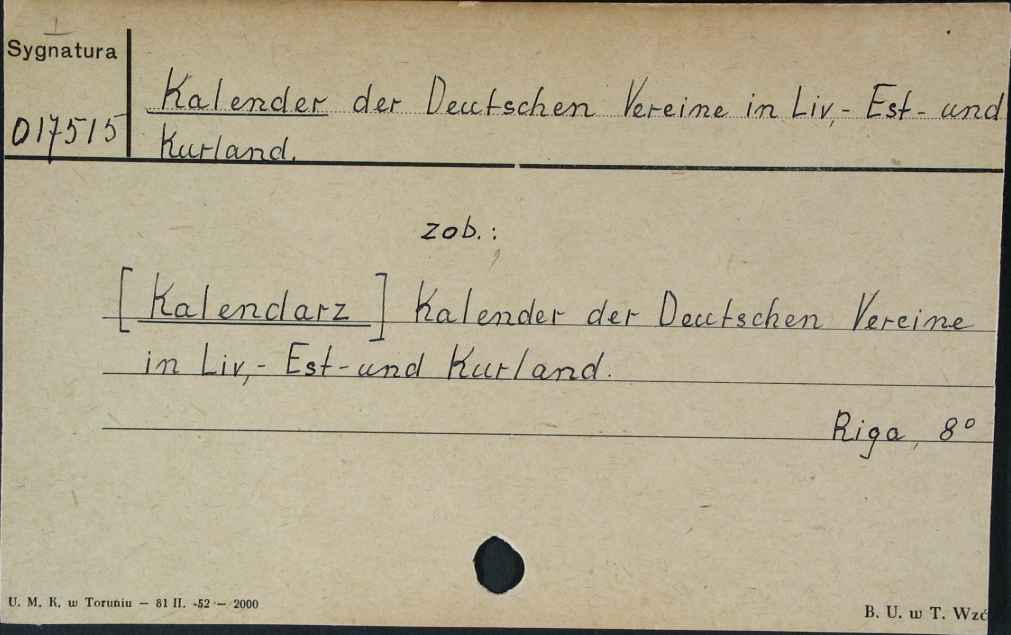 I
Sygnatura
017515
Kalender der Deutschen Vereine in Liv,- Est- und
Kurland.
zob.:
[Kalendarz] Kalender der Deutschen Vereine
in Liv,- Est- und Kurland.
Riga, 8°
U. M. K. w Toruniu — 81 II. -52 — 2000
B. U. w T. Wzć